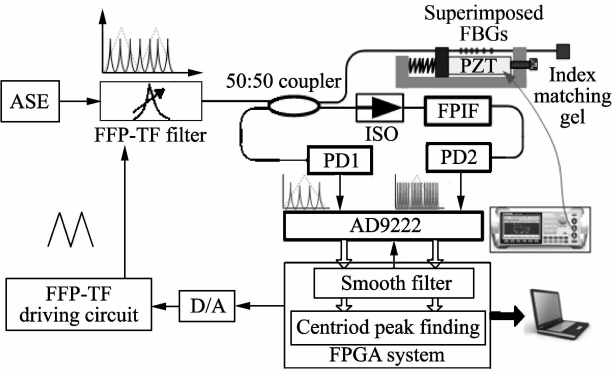 Superimposed
FBGs
50:50 coupler
PZT
ASE
Index
matching
gel
FFP-TF filter
ISO
FPIF
PD1
PD2
AD9222
Smooth filter
FFP-TF
driving circuit
D/A
Centriod peak finding
FPGA system